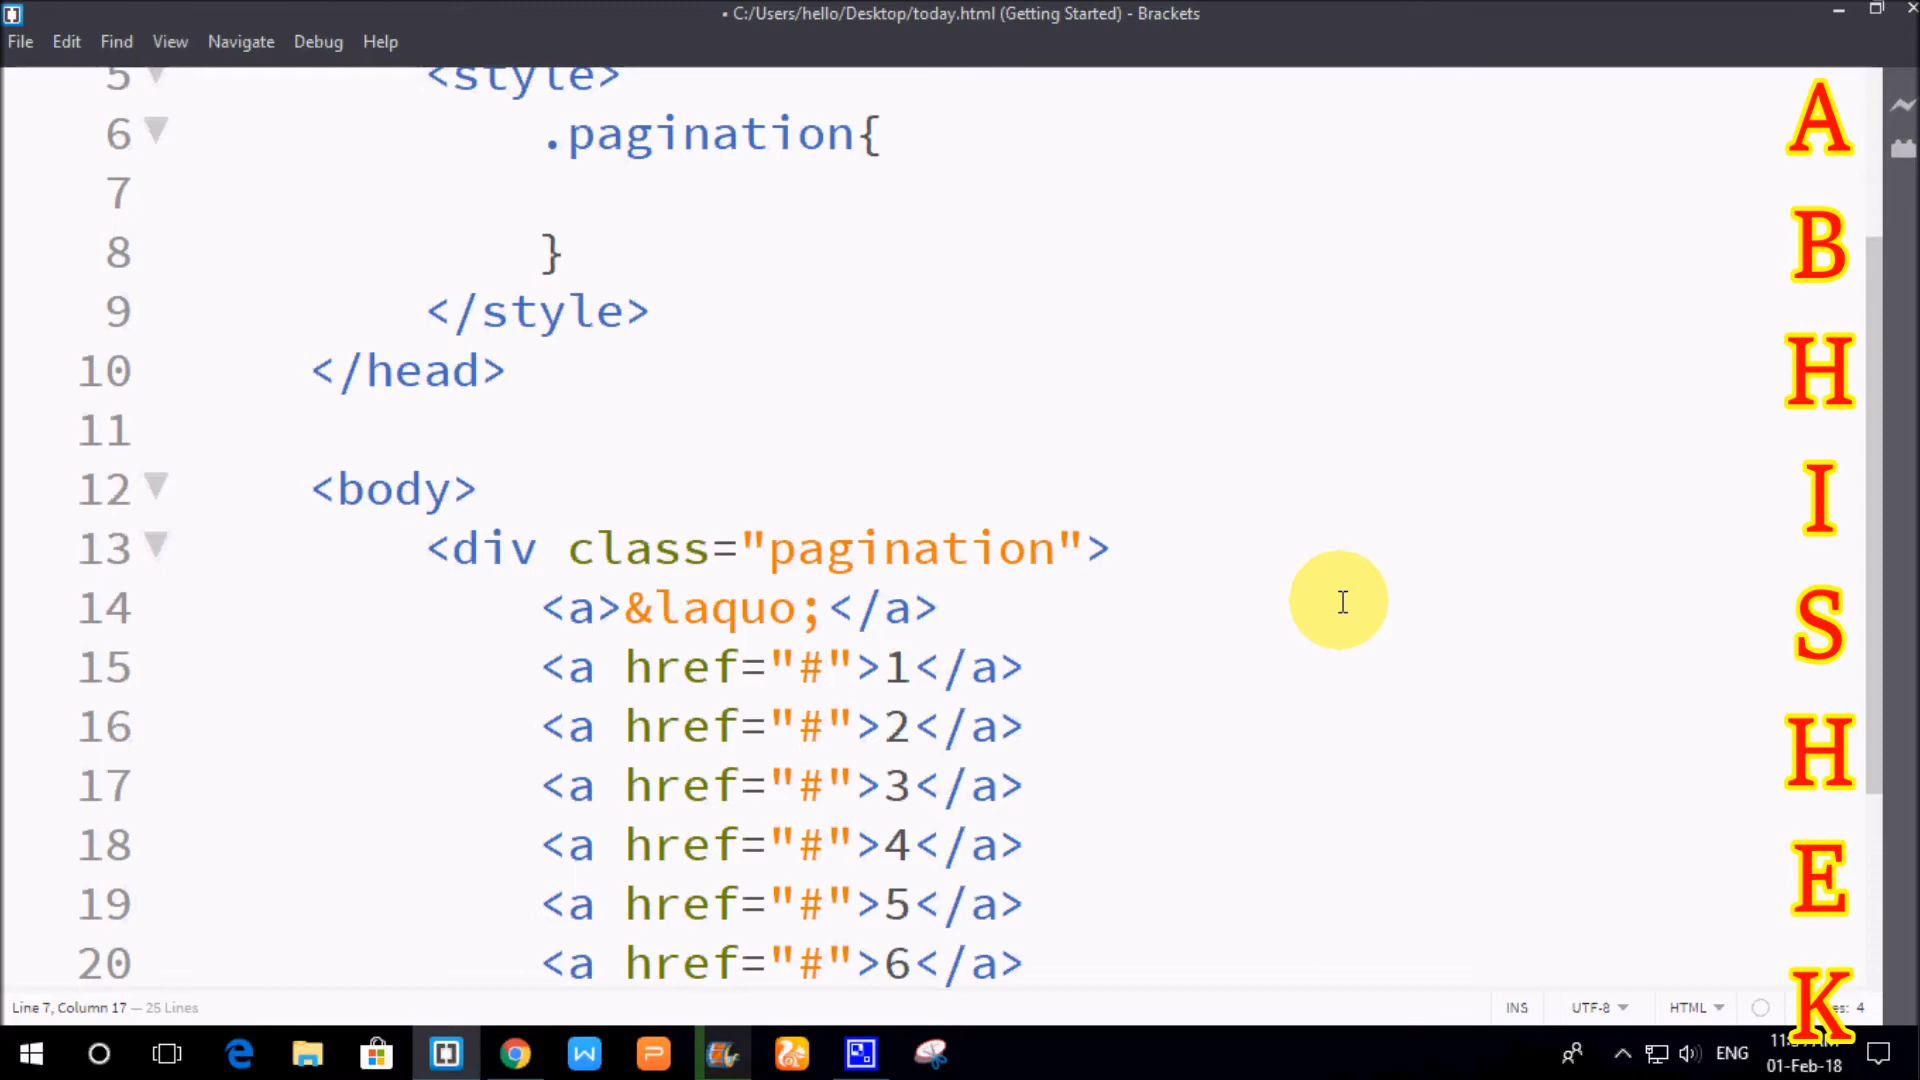 • C:/Users/hello/Desktop/today.html (Getting Started) - Brackets
File Edit Find View Navigate Debug Help
5 <style>
6 .pagination{
7
8 }
9 </style>
10 </head>
11
12 <body>
13 <div class="pagination">
14 <a>&laquo;</a>
15 <a href="#">1</a>
16 <a href="#">2</a>
17 <a href="#">3</a>
18 <a href="#">4</a>
19 <a href="#">5</a>
20 <a href="#">6</a>
A
B
H
I
S
H
E
K
Line 7, Column 17 — 25 Lines
INS UTF-8 HTML 4
ENG
01-Feb-18